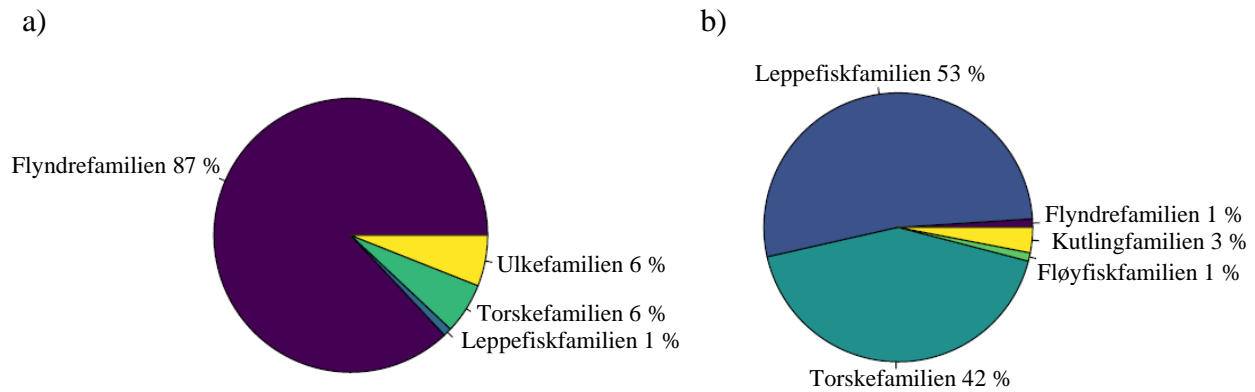 a)
Flyndrefamilien 87 %
Ulkefamilien 6 %
Torskefamilien 6 %
Leppefiskfamilien 1 %
b)
Leppefiskfamilien 53 %
Flyndrefamilien 1 %
Kutlingfamilien 3 %
Fløyfiskfamilien 1 %
Torskefamilien 42 %